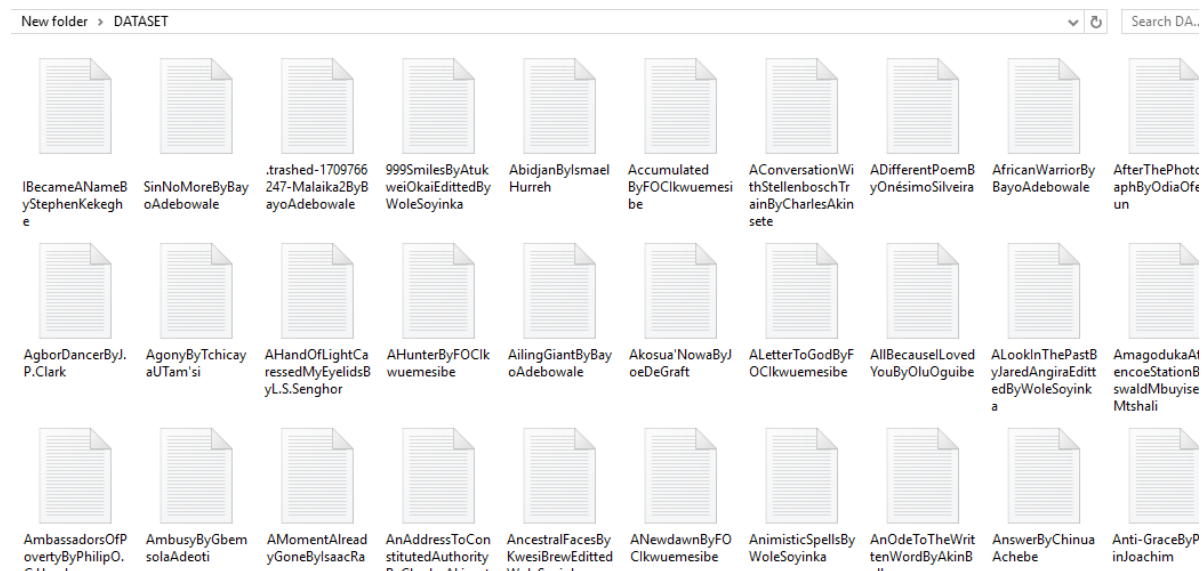 New folder > DATASET
Search DA...
IBecameANameB
yStephenKekegh
e
SinNoMoreByBay
oAdebowale
.trashed-1709766
247-Malaika2ByB
ayoAdebowale
999SmilesByAtuk
weiOkaiEdittedBy
WoleSoyinka
AbidjanByIsmael
Hurreh
Accumulated
ByFOCIkwuemesi
be
AConversationWi
thStellenboschTr
ainByCharlesAkin
sete
ADifferentPoemB
yOnésimoSilveira
AfricanWarriorBy
BayoAdebowale
AfterThePhoto
aphByOdiaOfe
un
AgborDancerByJ.
P.Clark
AgonyByTchicay
aUTam'si
AHandOfLightCa
ressedMyEyelidsB
yL.S.Senghor
AHunterByFOCIk
wuemesibe
AilingGiantByBay
oAdebowale
Akosua'NowaByJ
oeDeGraft
ALetterToGodByF
OCIkwuemesibe
AllBecauseILoved
YouByOluOguibe
ALookInThePastB
yJaredAngiraEditt
edByWoleSoyink
a
AmagodukaAt
encoeStationB
swaldMbuyise
Mtshali
AmbassadorsOfP
overtyByPhilipO.
AmbusyByGbem
solaAdeoti
AMomentAlread
yGoneByIsaacRa
AnAddressToCon
stitutedAuthority
AncestralFacesBy
KwesiBrewEditted
ANewdawnByFO
CIkwuemesibe
AnimisticSpellsBy
WoleSoyinka
AnOdeToTheWrit
tenWordByAkinB
AnswerByChinua
Achebe
Anti-GraceByP
inJoachim